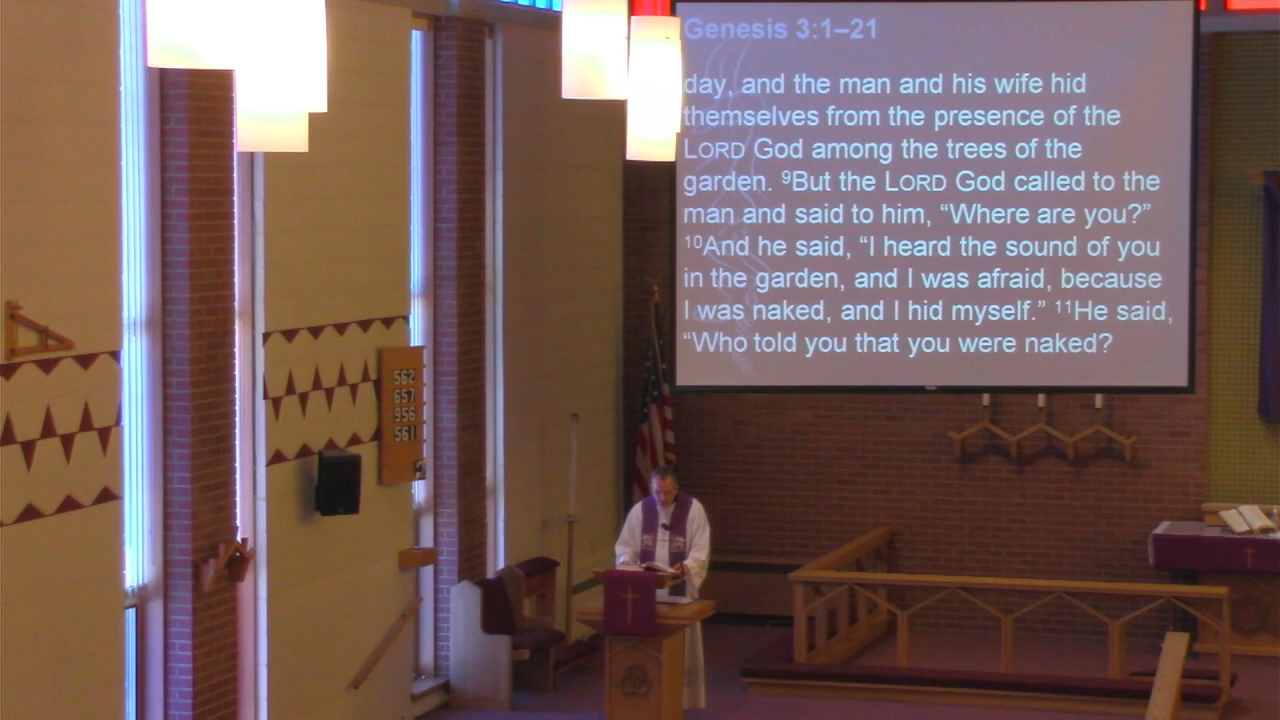 Genesis 3:1–21
day, and the man and his wife hid
themselves from the presence of the
LORD God among the trees of the
garden. ⁹But the LORD God called to the
man and said to him, “Where are you?”
¹⁰And he said, “I heard the sound of you
in the garden, and I was afraid, because
I was naked, and I hid myself.” ¹¹He said,
“Who told you that you were naked?
562
657
956
561